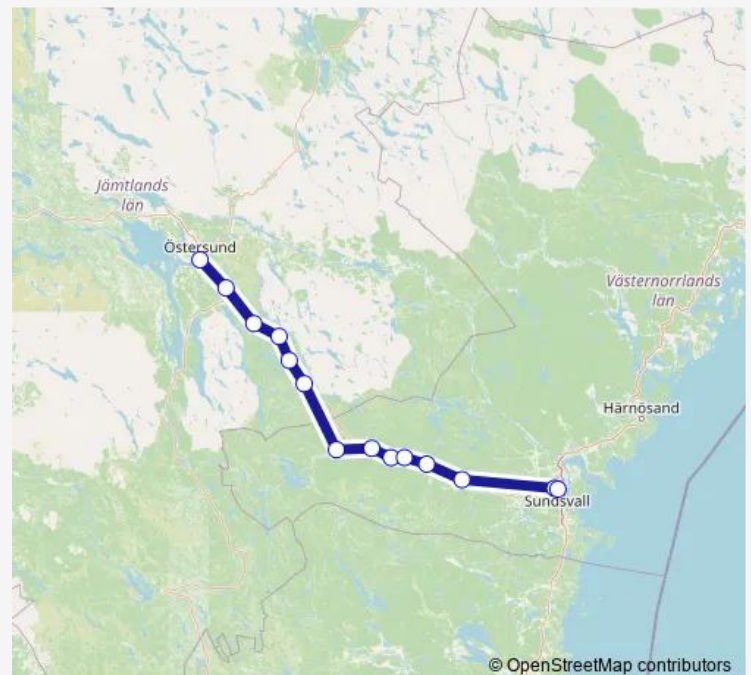 Jämtlands
län
Östersund
Västernorrlands
län
Härnösand
Sundsvall
© OpenStreetMap contributors